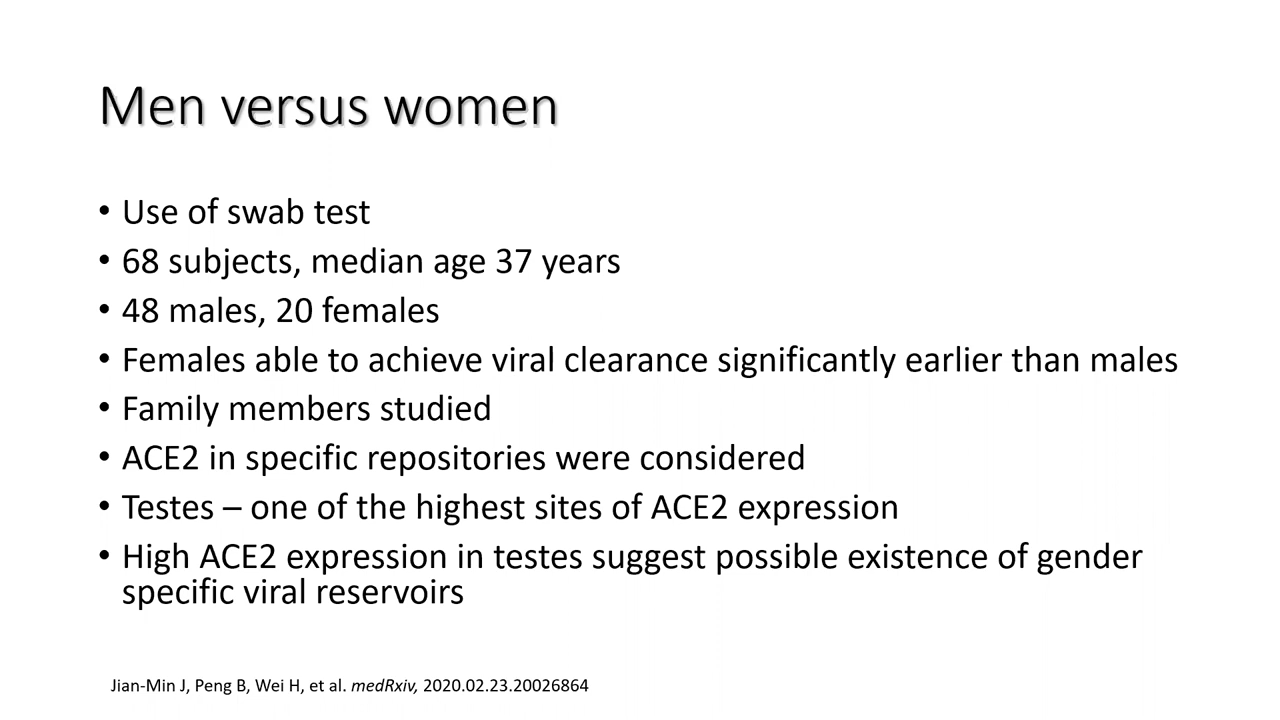 Men versus women
• Use of swab test
• 68 subjects, median age 37 years
• 48 males, 20 females
• Females able to achieve viral clearance significantly earlier than males
• Family members studied
• ACE2 in specific repositories were considered
• Testes – one of the highest sites of ACE2 expression
• High ACE2 expression in testes suggest possible existence of gender
specific viral reservoirs
Jian-Min J, Peng B, Wei H, et al. medRxiv, 2020.02.23.20026864